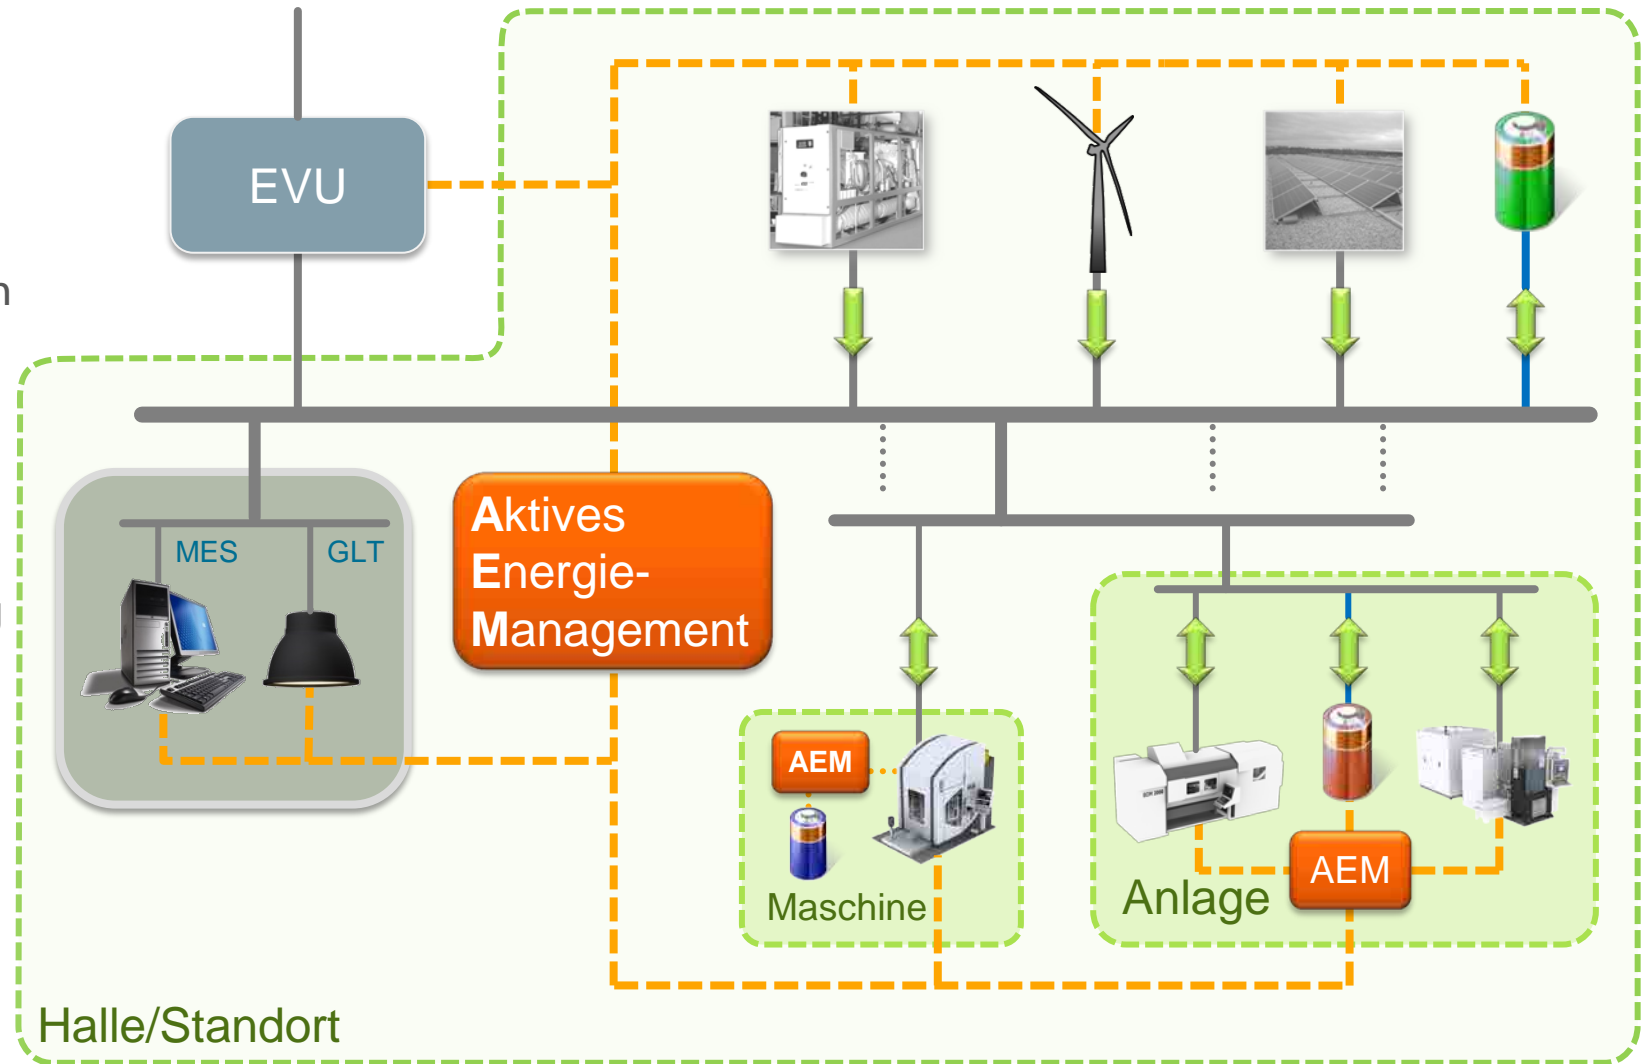 EVU
n
MES
GLT
Aktives
Energie-
Management
g
AEM
Maschine
Anlage
AEM
Halle/Standort